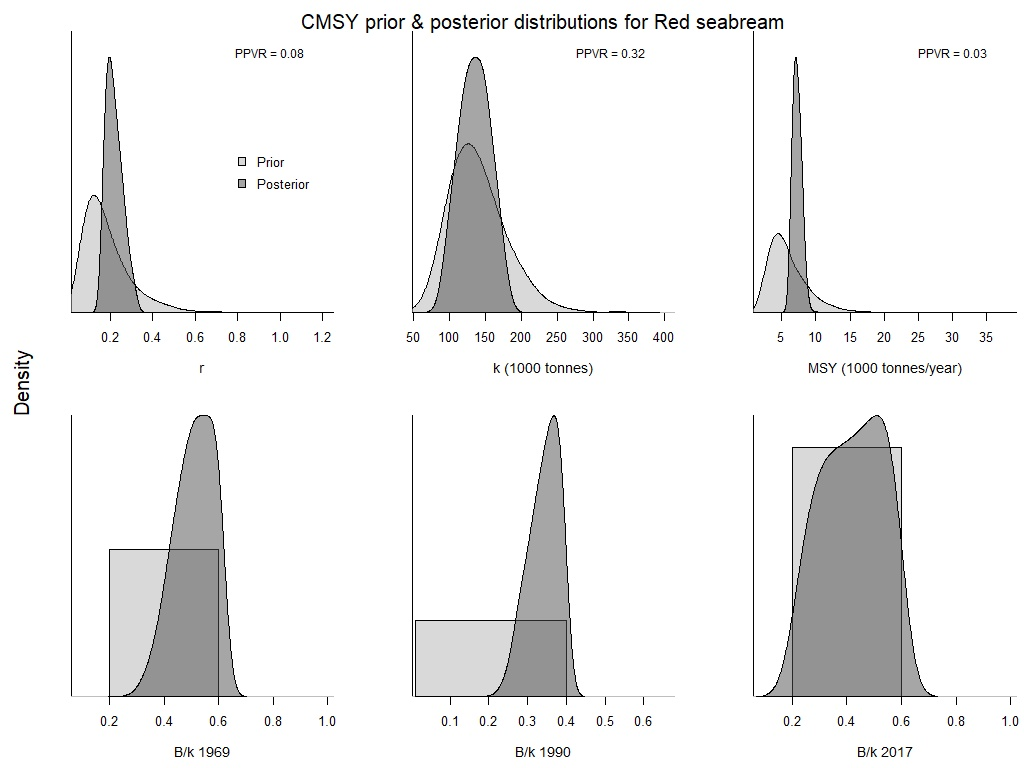 CMSY prior & posterior distributions for Red seabream
PPVR = 0.08
Prior
Posterior
0.2 0.4 0.6 0.8 1.0 1.2
r
PPVR = 0.32
50 100 150 200 250 300 350 400
k (1000 tonnes)
PPVR = 0.03
5 10 15 20 25 30 35
MSY (1000 tonnes/year)
Density
0.2 0.4 0.6 0.8 1.0
B/k 1969
0.1 0.2 0.3 0.4 0.5 0.6
B/k 1990
0.2 0.4 0.6 0.8 1.0
B/k 2017